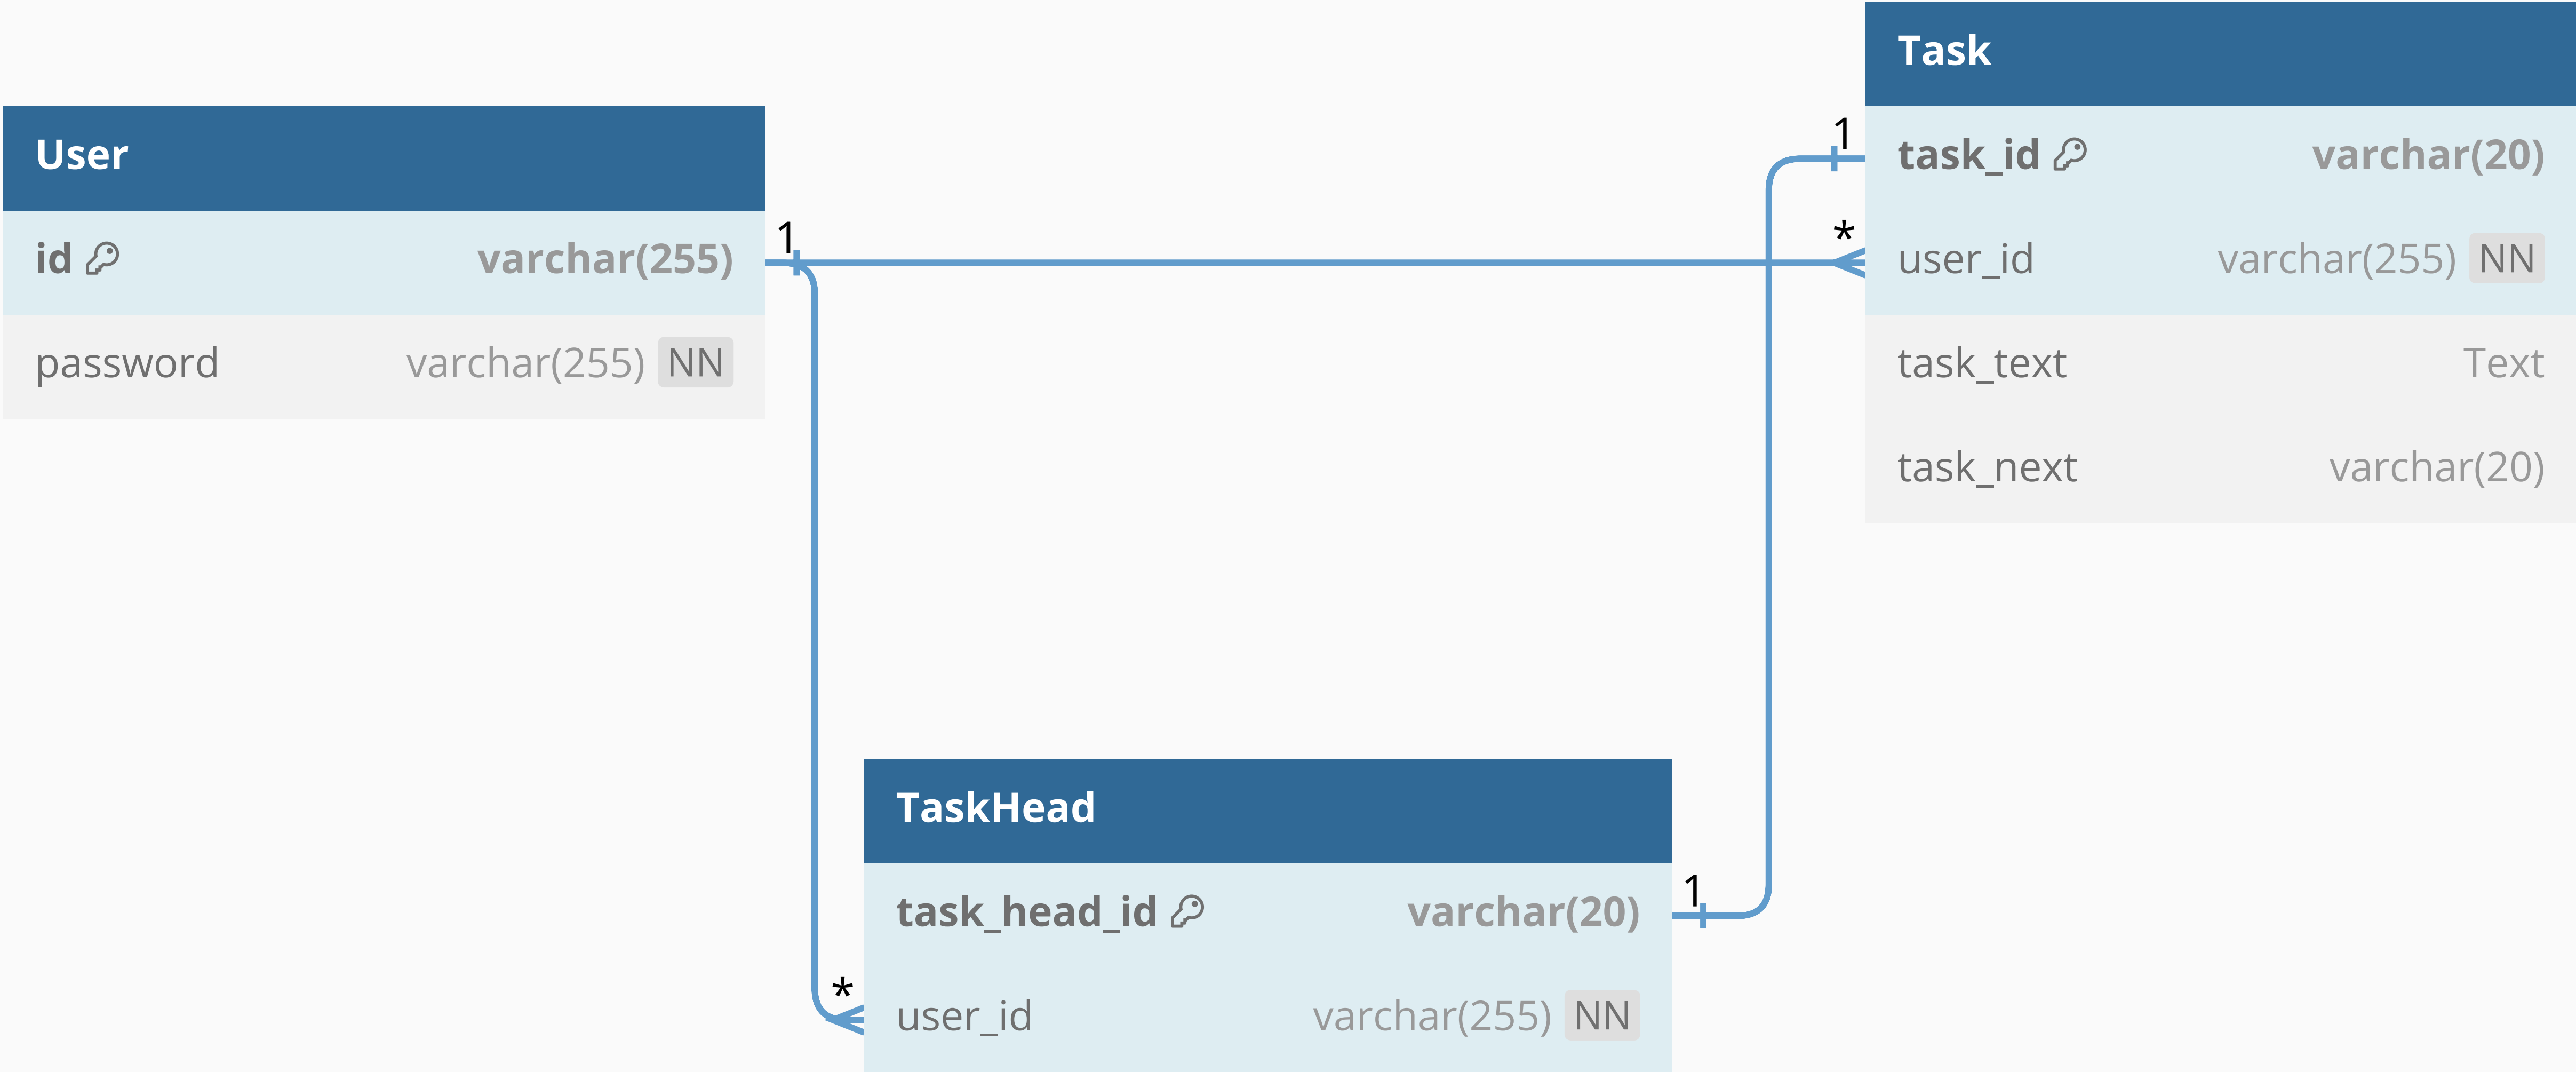 User
id varchar(255)
password varchar(255) NN
1
Task
task_id varchar(20)
user_id varchar(255) NN
task_text Text
task_next varchar(20)
1
*
TaskHead
task_head_id varchar(20)
user_id varchar(255) NN
1
*